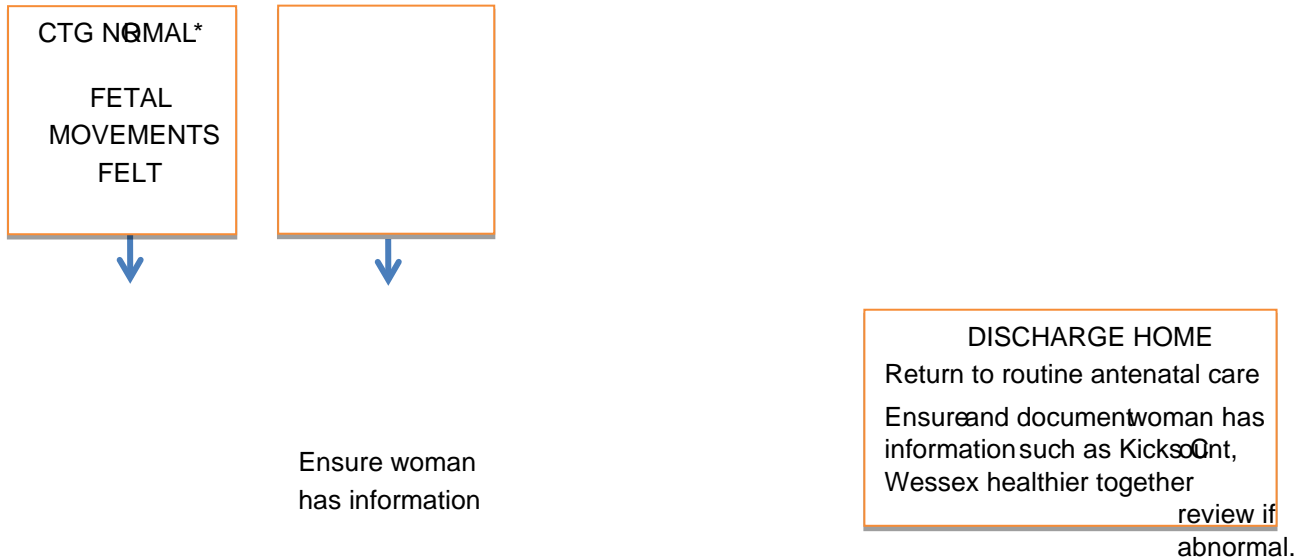 CTG NORMAL*
FETAL
MOVEMENTS
FELT
Ensure woman
has information
DISCHARGE HOME
Return to routine antenatal care
Ensure and document woman has
information such as Kicks Count,
Wessex healthier together
review if
abnormal.